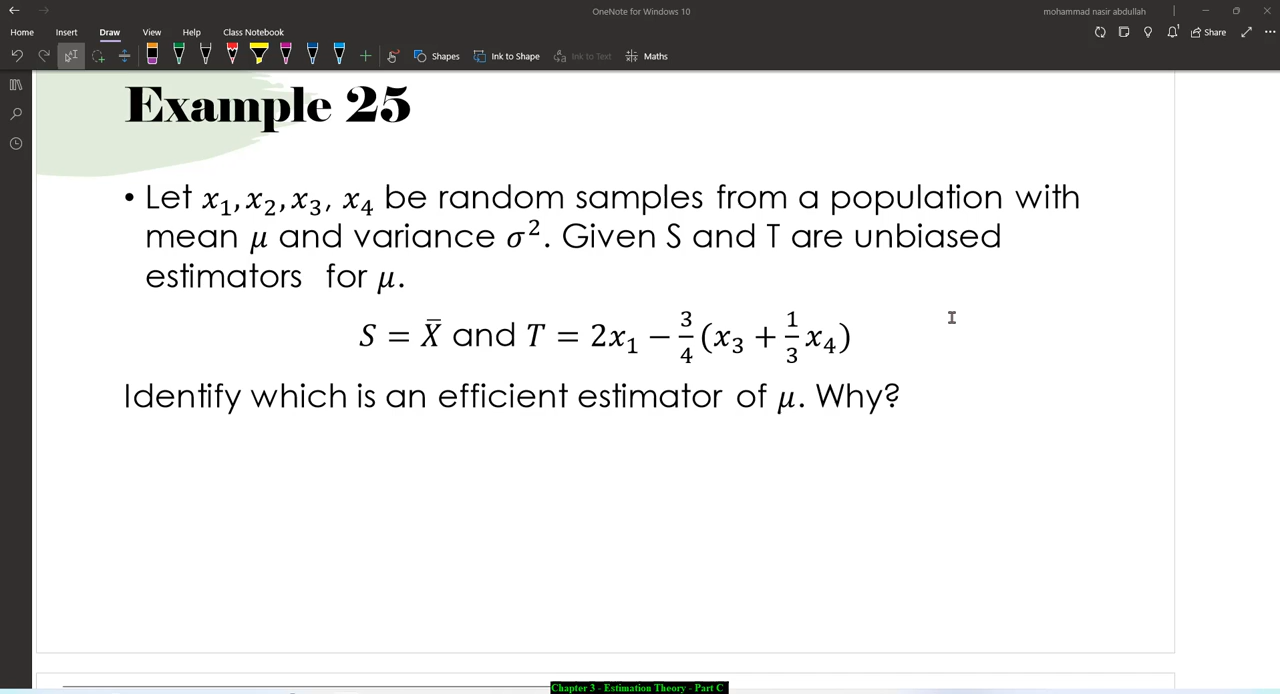 OneNote for Windows 10
mohammad nasir abdullah
Home Insert Draw View Help Class Notebook
Share
Shapes Ink to Shape Ink to Text Maths
Example 25
• Let x₁, x₂, x₃, x₄ be random samples from a population with
mean μ and variance σ². Given S and T are unbiased
estimators for μ.
S = X̄ and T = 2x₁ − 3/4 (x₃ + 1/3 x₄)
Identify which is an efficient estimator of μ. Why?
Chapter 3 - Estimation Theory - Part C